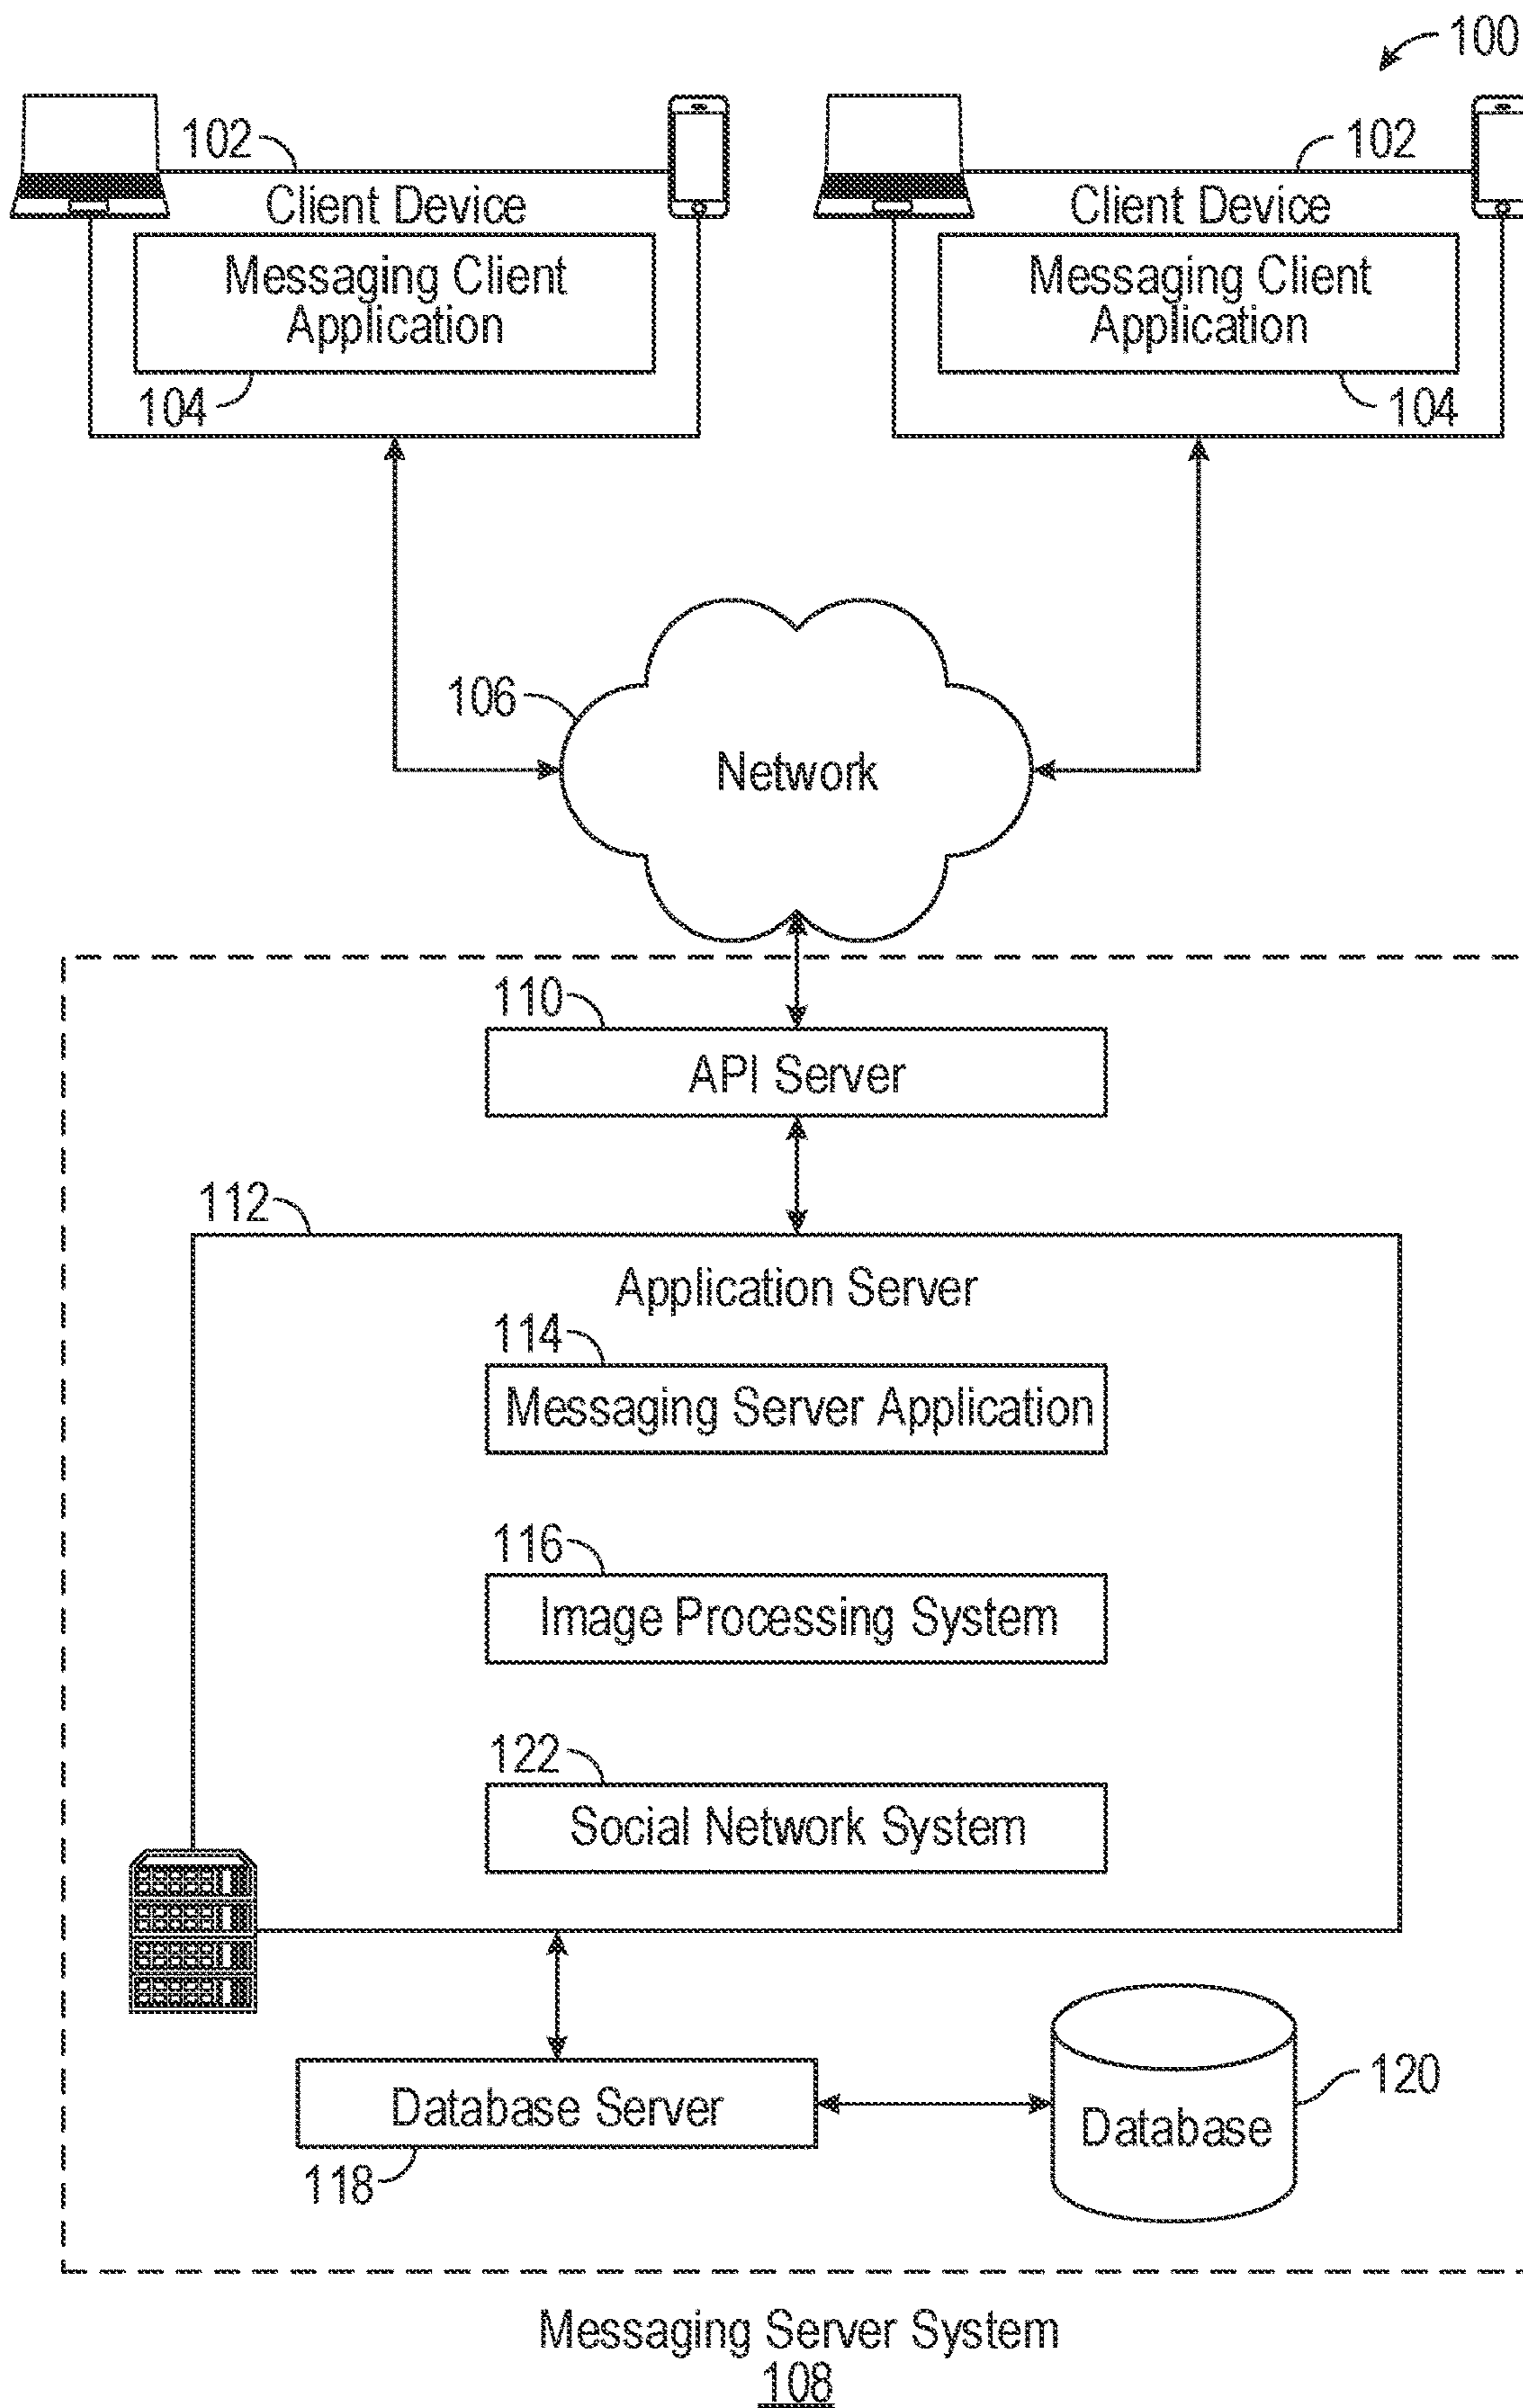 100
102
102
Client Device
Client Device
Messaging Client
Application
Messaging Client
Application
104
104
106
Network
110
API Server
112
Application Server
114
Messaging Server Application
116
Image Processing System
122
Social Network System
Database Server
118
Database
120
Messaging Server System
108